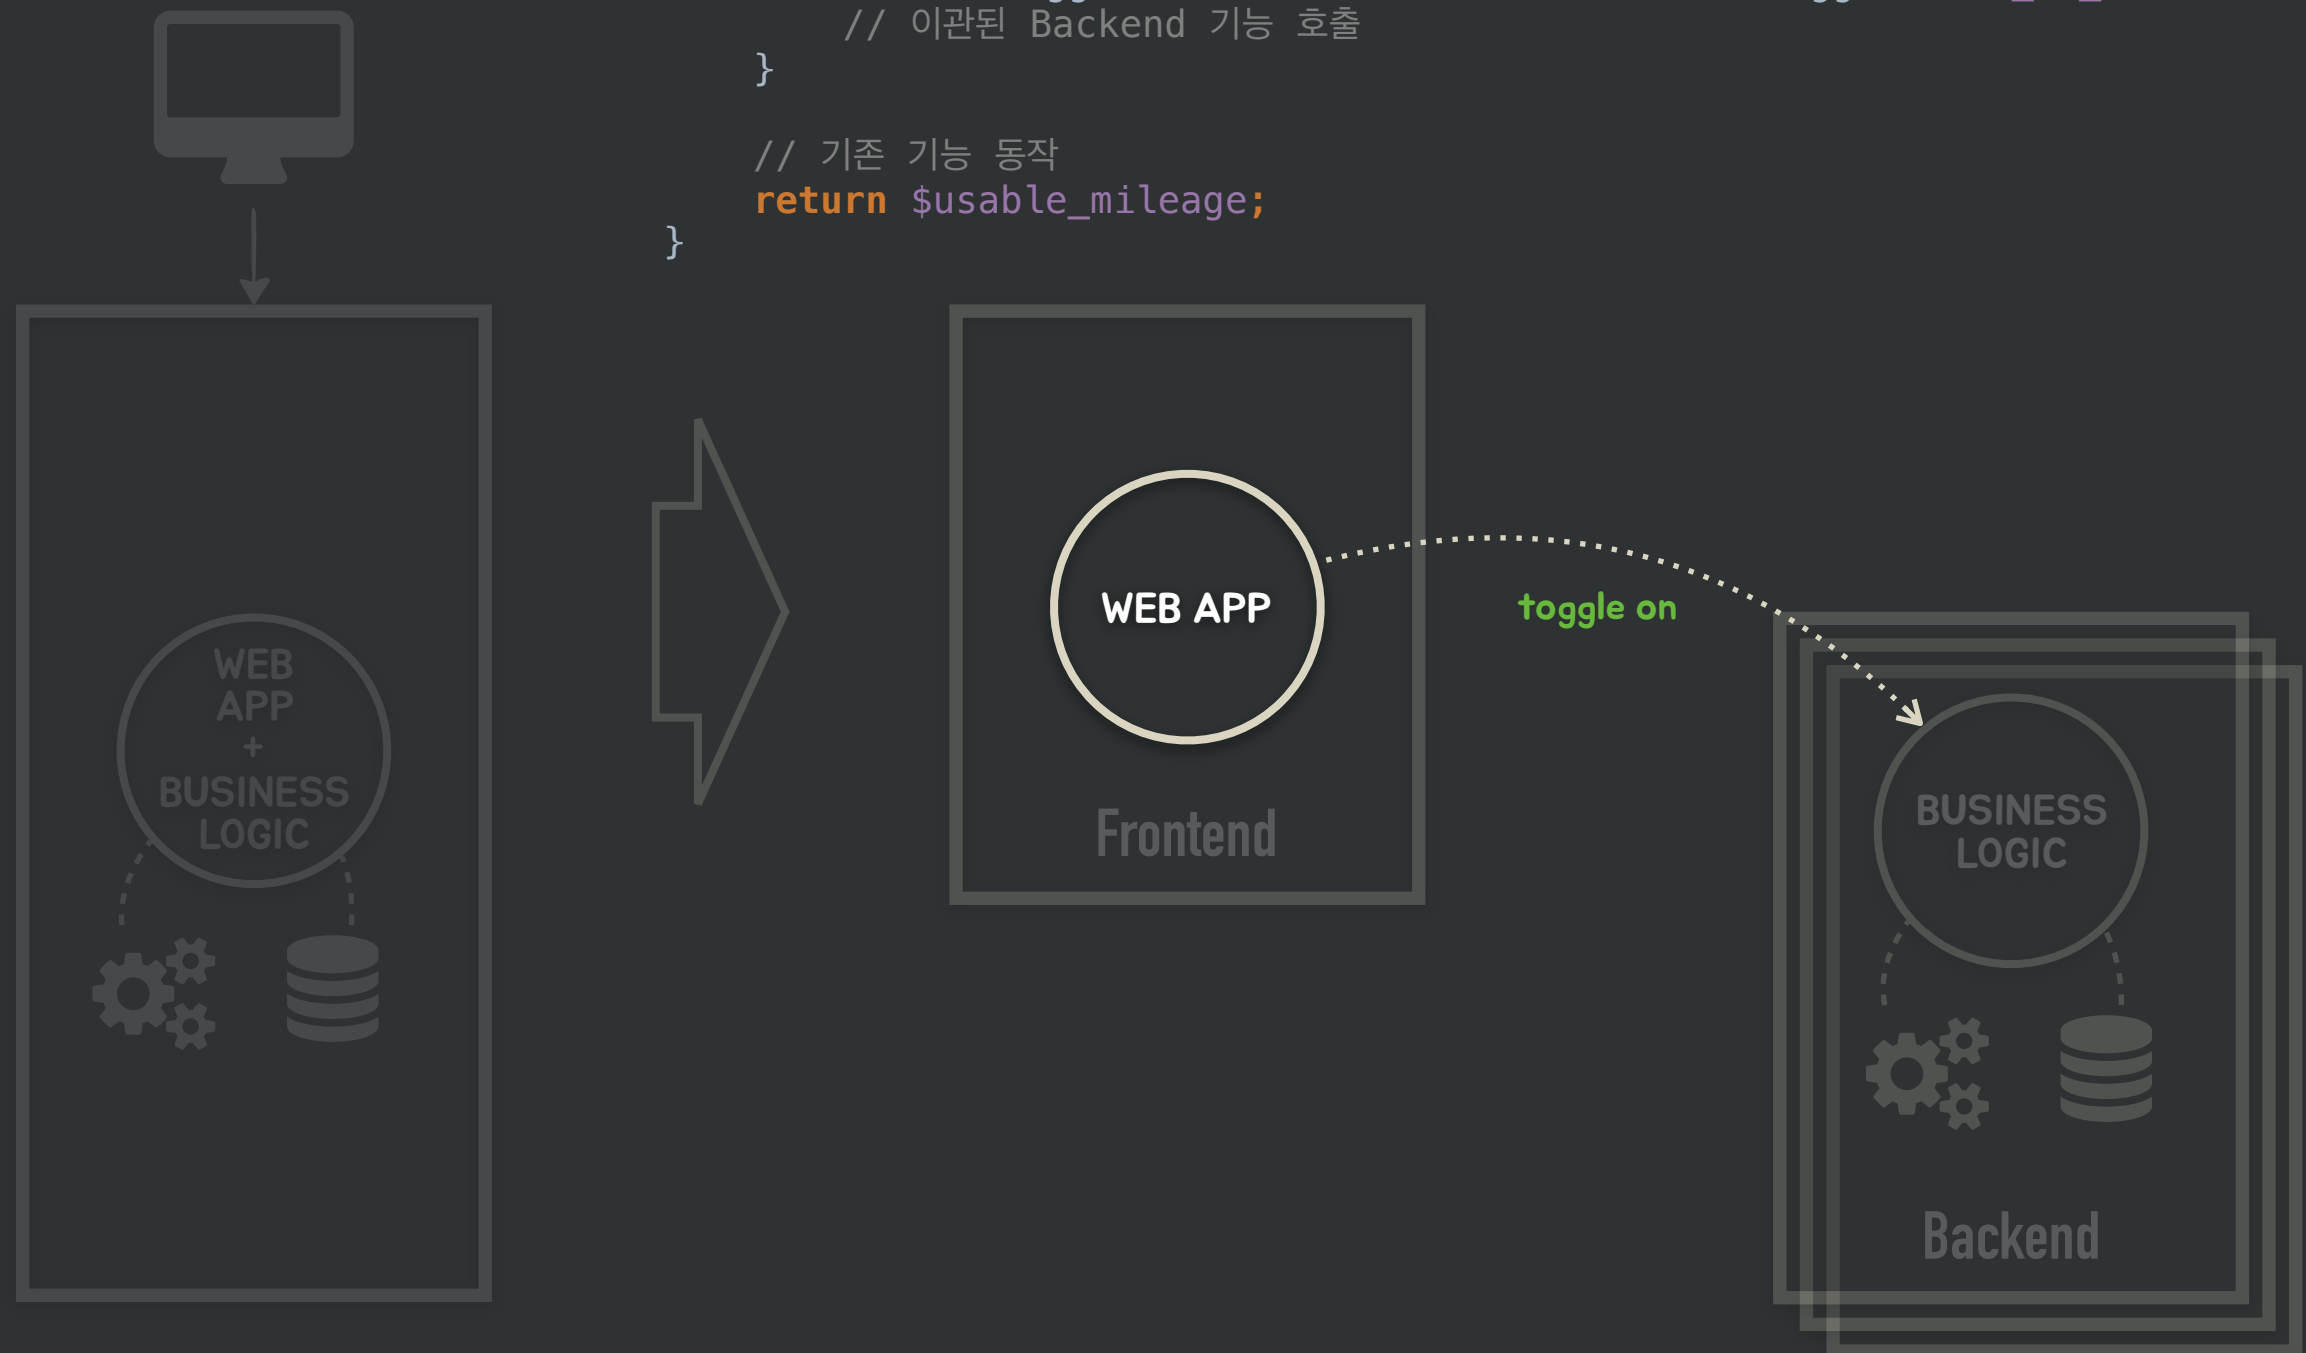 // 이관된 Backend 기능 호출
}
// 기존 기능 동작
return $usable_mileage;
}
WEB
APP
+
BUSINESS
LOGIC
WEB APP
Frontend
toggle on
BUSINESS
LOGIC
Backend